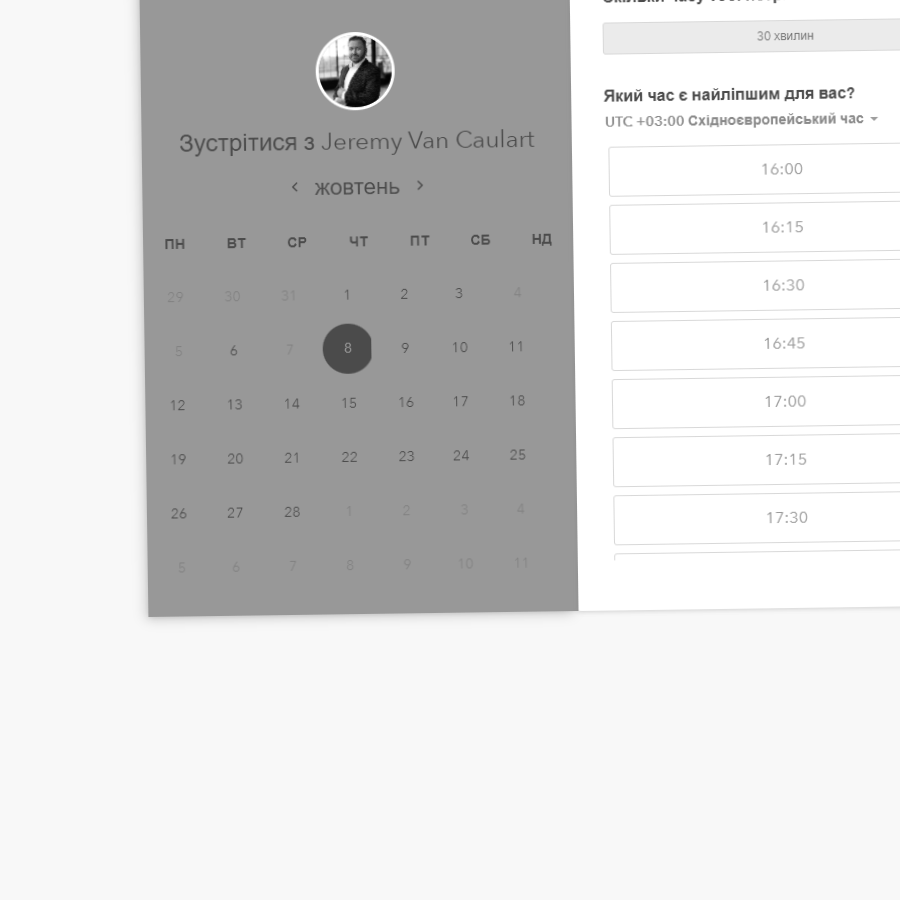 Зустрітися з Jeremy Van Caulart
жовтень
ПН ВТ СР ЧТ ПТ СБ НД
29 30 31 1 2 3 4
5 6 7 8 9 10 11
12 13 14 15 16 17 18
19 20 21 22 23 24 25
26 27 28 1 2 3 4
5 6 7 8 9 10 11
30 хвилин
Який час є найліпшим для вас?
UTC +03:00 Східноєвропейський час
16:00
16:15
16:30
16:45
17:00
17:15
17:30